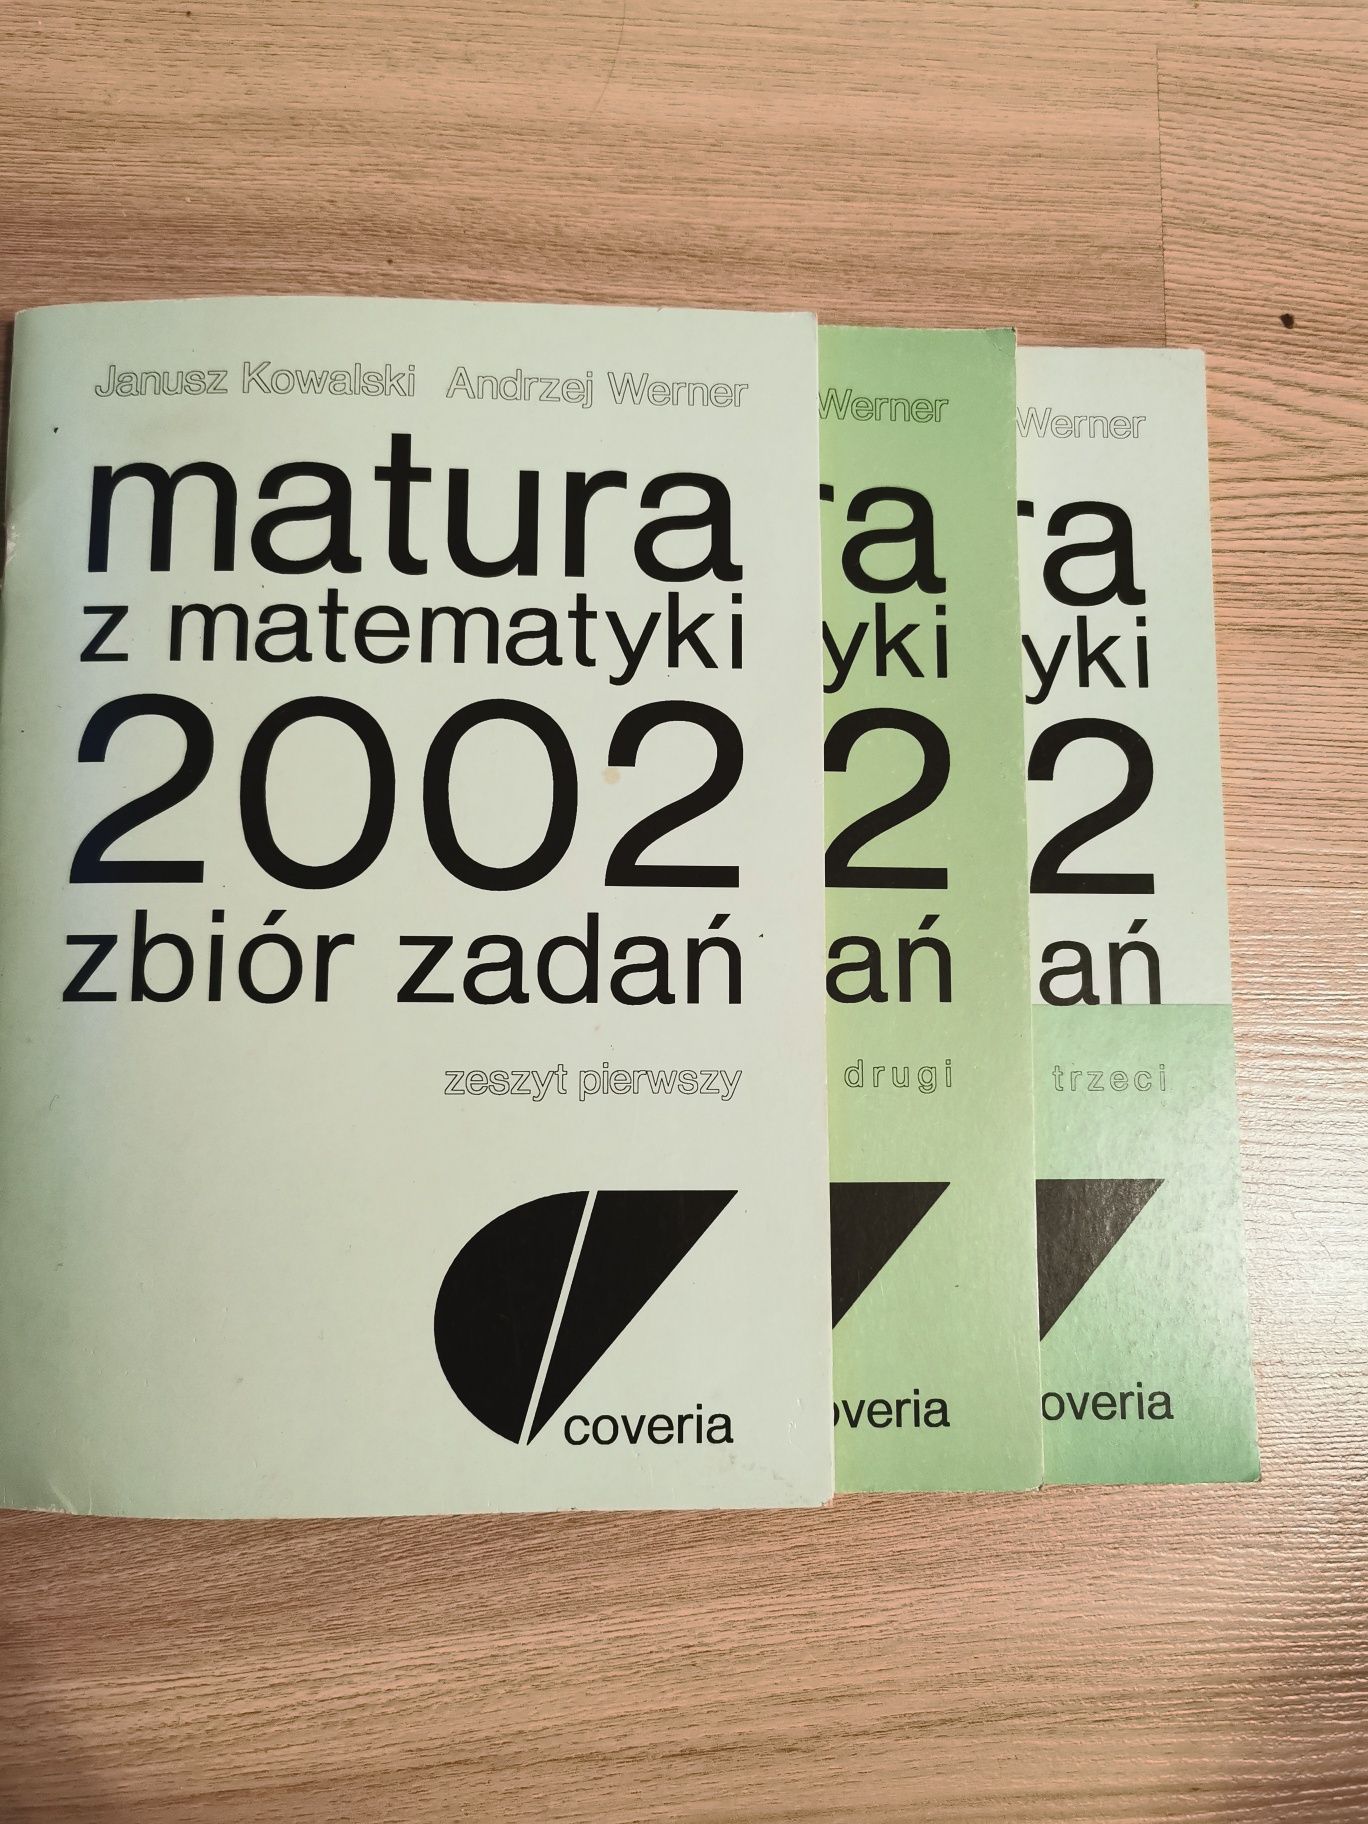 Janusz Kowalski Andrzej Werner
matura
z matematyki
2002
zbiór zadań
zeszyt pierwszy
coveria
Werner
ra
yki
2
ań
drugi
veria
Werner
ra
yki
2
ań
trzeci
overia